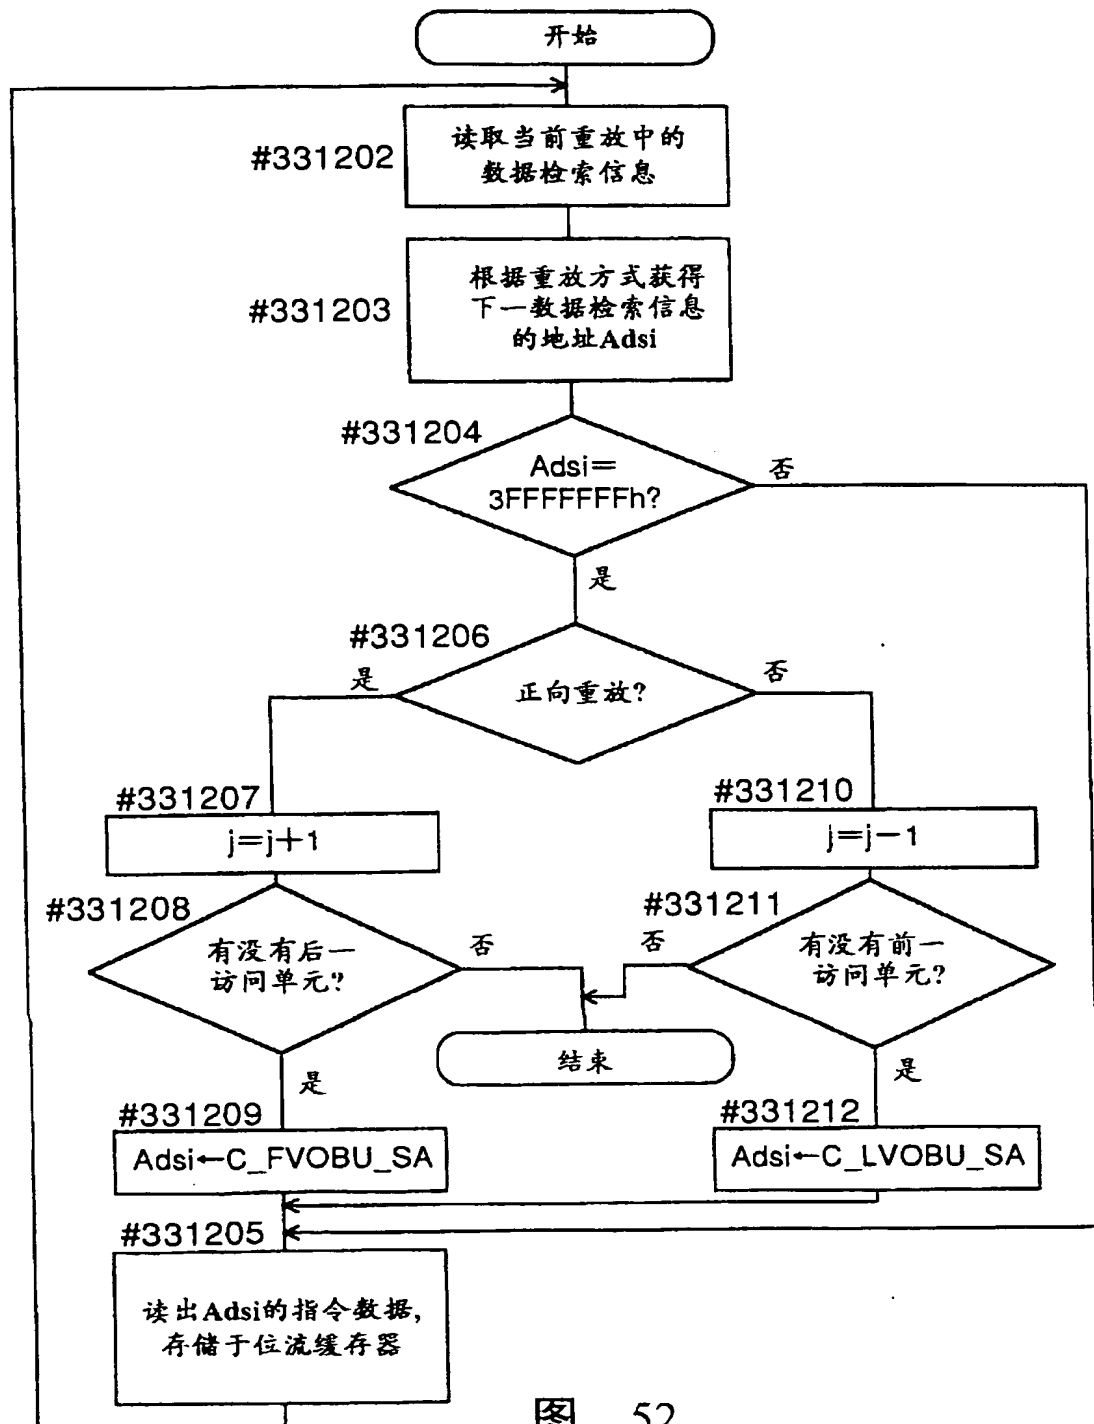 开始
#331202
读取当前重放中的
数据检索信息
#331203
根据重放方式获得
下一数据检索信息
的地址Adsi
#331204
Adsi=
3FFFFFFFh?
否
是
#331206
正向重放?
是
否
#331207
j=j+1
#331210
j=j-1
#331208
有没有后一
访问单元?
否
#331211
有没有前一
访问单元?
否
结束
是
是
#331209
Adsi←C_FVOBU_SA
#331212
Adsi←C_LVOBU_SA
#331205
读出Adsi的指令数据,
存储于位流缓存器
图 52